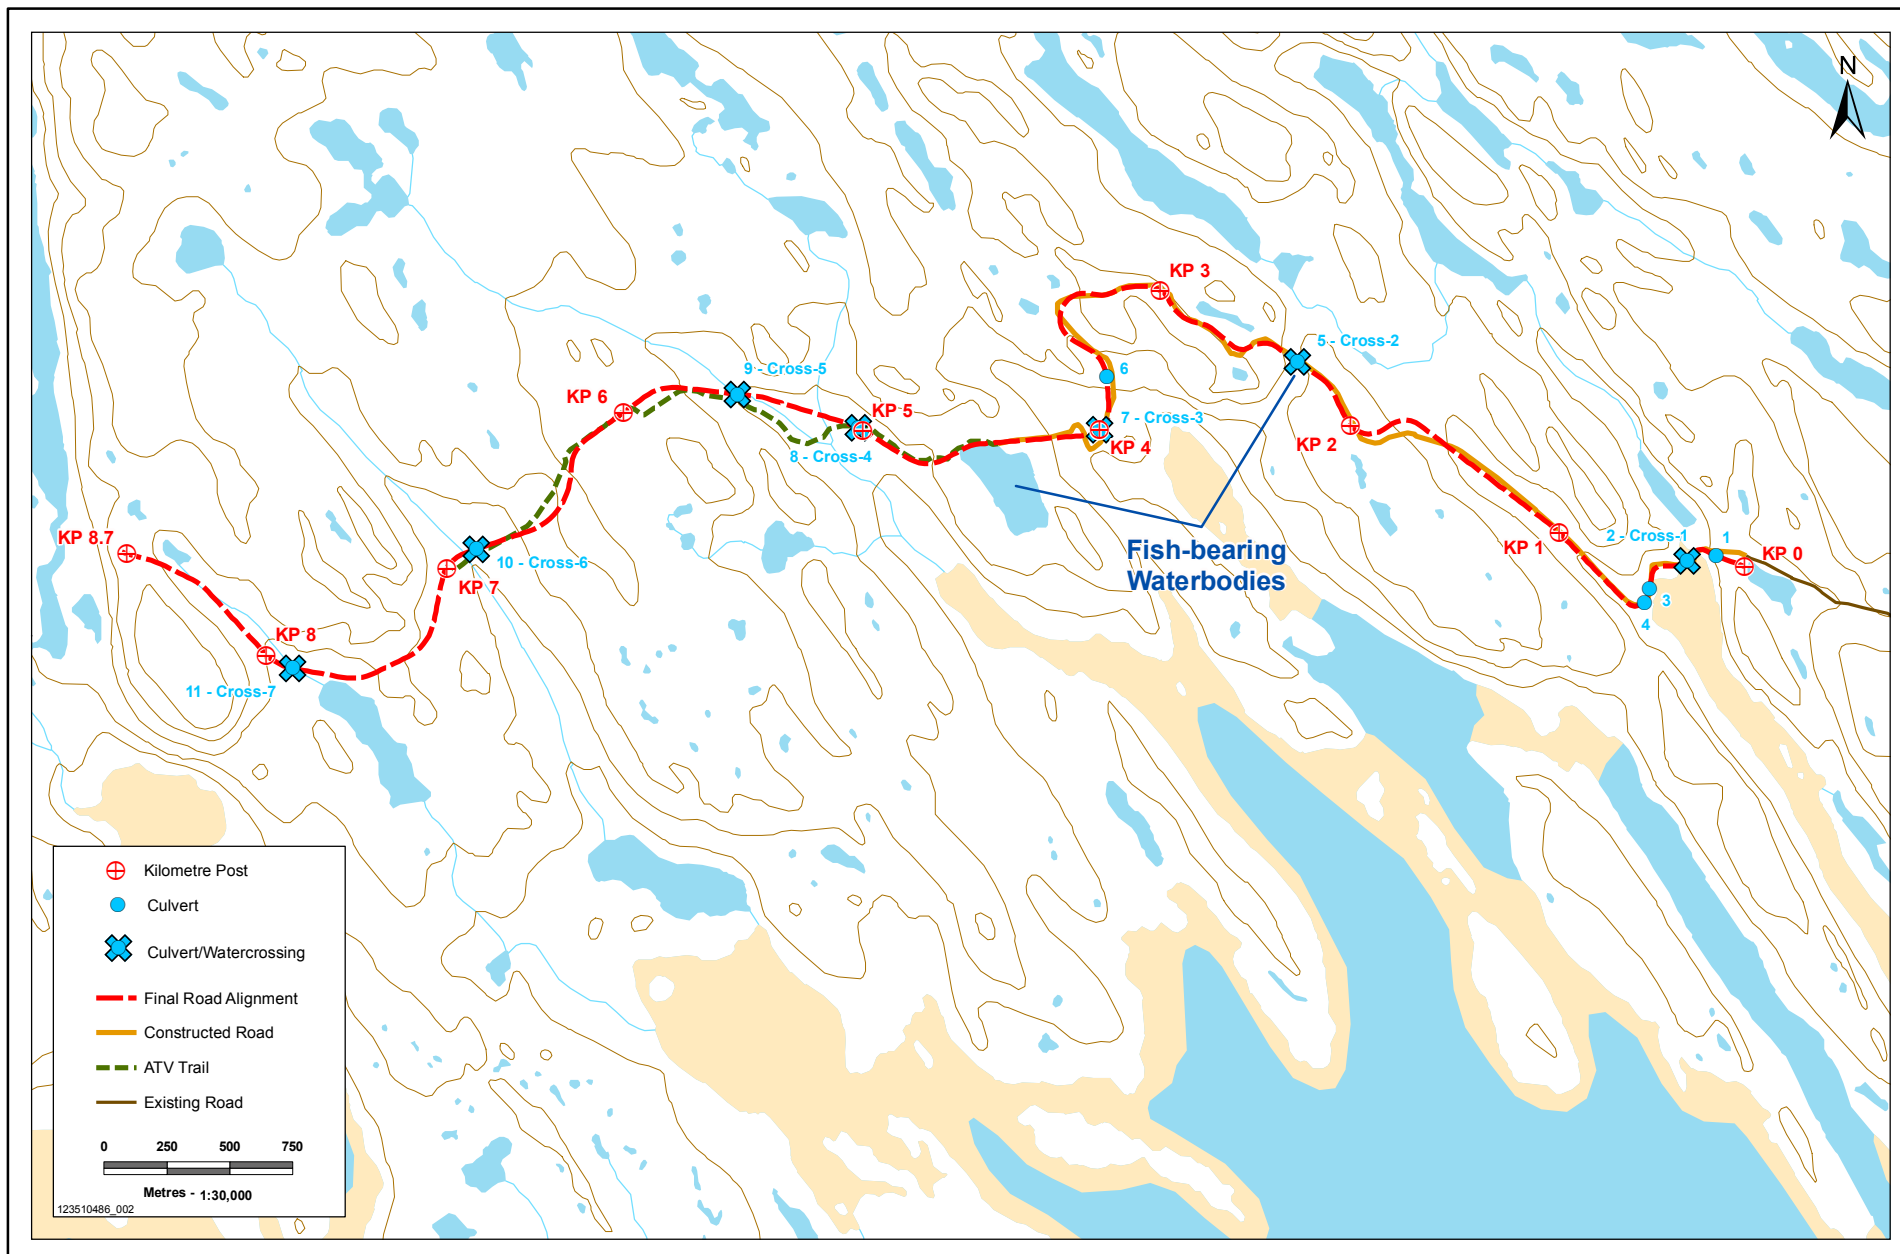 N
KP 3
5 - Cross-2
9 - Cross-5
6
KP 6
KP 5
7 - Cross-3
KP 4
KP 2
8 - Cross-4
KP 8.7
10 - Cross-6
KP 7
Fish-bearing
Waterbodies
KP 1
2 - Cross-1
1
KP 0
3
4
KP 8
11 - Cross-7
Kilometre Post
Culvert
Culvert/Watercrossing
Final Road Alignment
Constructed Road
ATV Trail
Existing Road
0 250 500 750
Metres - 1:30,000
123510486_002